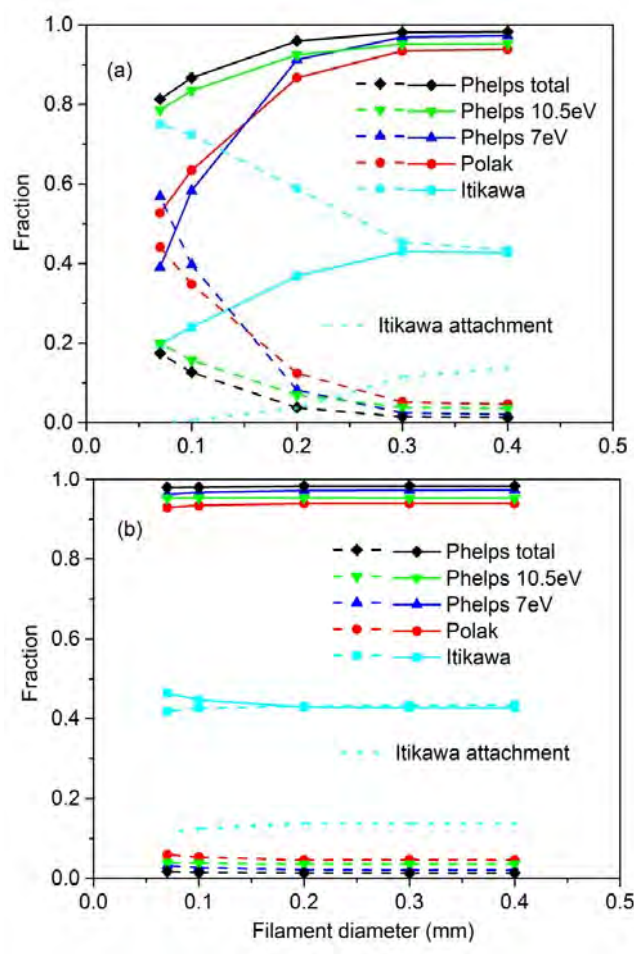 1.0
(a)
Phelps total
Phelps 10.5eV
0.8
Phelps 7eV
Polak
Itikawa
0.6
Fraction
0.4
Itikawa attachment
0.2
0.0
0.0 0.1 0.2 0.3 0.4 0.5
1.0
(b)
0.8
Phelps total
Phelps 10.5eV
Phelps 7eV
0.6
Polak
Itikawa
Fraction
0.4
Itikawa attachment
0.2
0.0
0.0 0.1 0.2 0.3 0.4 0.5
Filament diameter (mm)